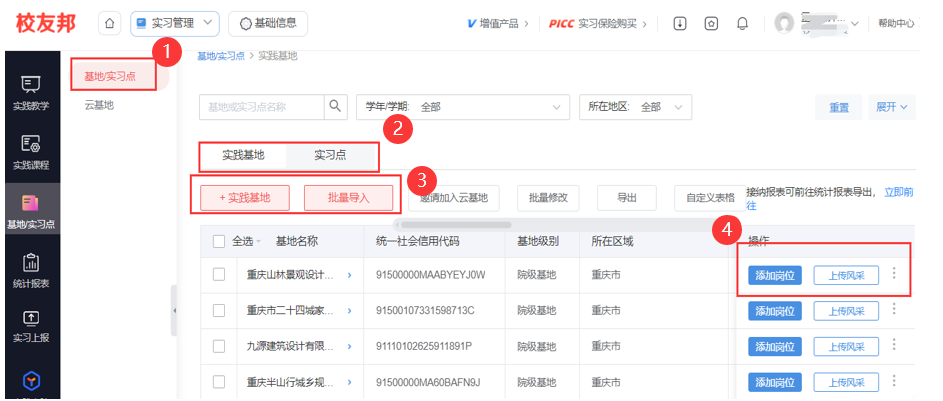 校友邦 实习管理 基础信息 增值产品 PICC 实习保险购买 帮助中心
1
基地/实习点 基地/实习点 > 实践基地
实践教学 云基地
基地或实习点名称 学年/学期: 全部 所在地区: 全部 重置 展开
2
实践课程 实践基地 实习点
3
+ 实践基地 批量导入 邀请加入云基地 批量修改 导出 自定义表格 接纳报表可前往统计报表导出, 立即前往
基地/实习点
4
全选 基地名称 统一社会信用代码 基地级别 所在区域 操作
重庆山林景观设计... 91500000MAABYEYJ0W 院级基地 重庆市 添加岗位 上传风采
统计报表
重庆市二十四城家... 91500107331598713C 院级基地 重庆市 添加岗位 上传风采
实习上报
九源建筑设计有限... 91110102625911891P 院级基地 重庆市 添加岗位 上传风采
重庆半山行城乡规... 91500000MA60BAFN9J 院级基地 重庆市 添加岗位 上传风采